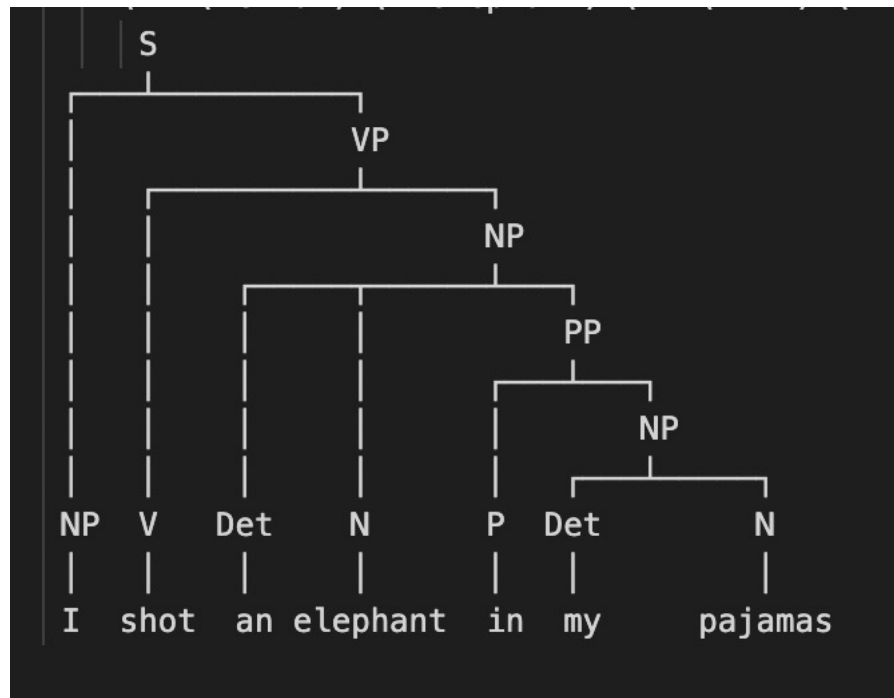 S
VP
NP
PP
NP
NP V Det N P Det N
I shot an elephant in my pajamas